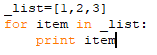 _list=[1,2,3]
for item in _list:
    print item